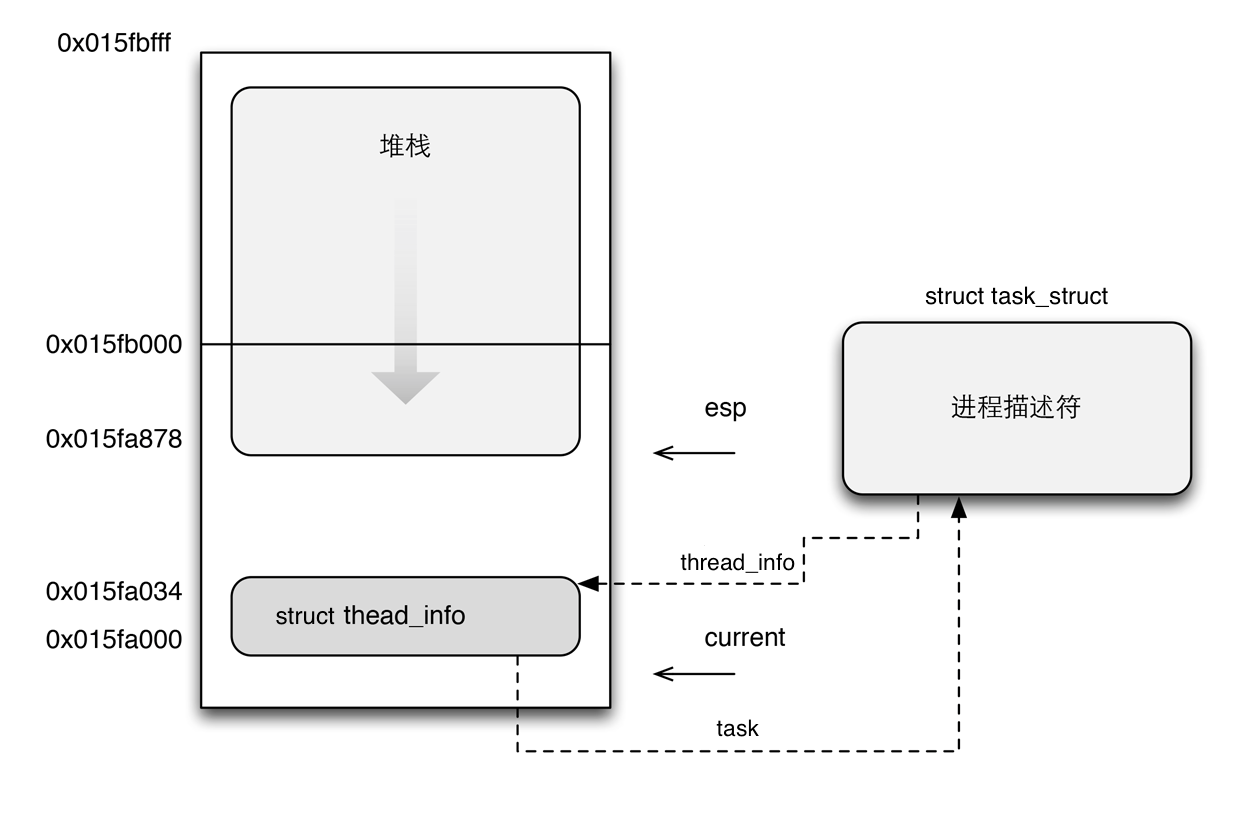 0x015fbfff
堆栈
struct task_struct
0x015fb000
进程描述符
esp
0x015fa878
thread_info
0x015fa034
struct thead_info
0x015fa000
current
task